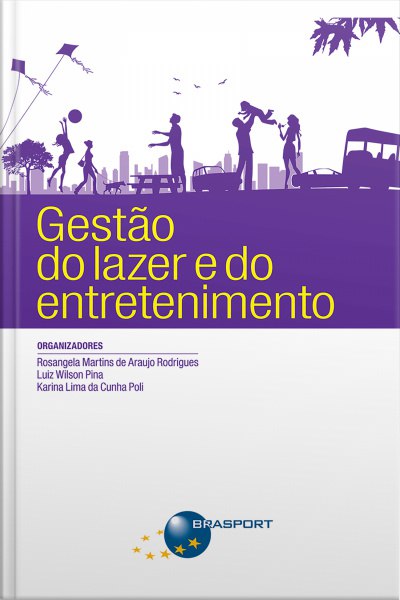 Gestão
do lazer e do
entretenimento
ORGANIZADORES
Rosangela Martins de Araujo Rodrigues
Luiz Wilson Pina
Karina Lima da Cunha Poli
BRASPORT